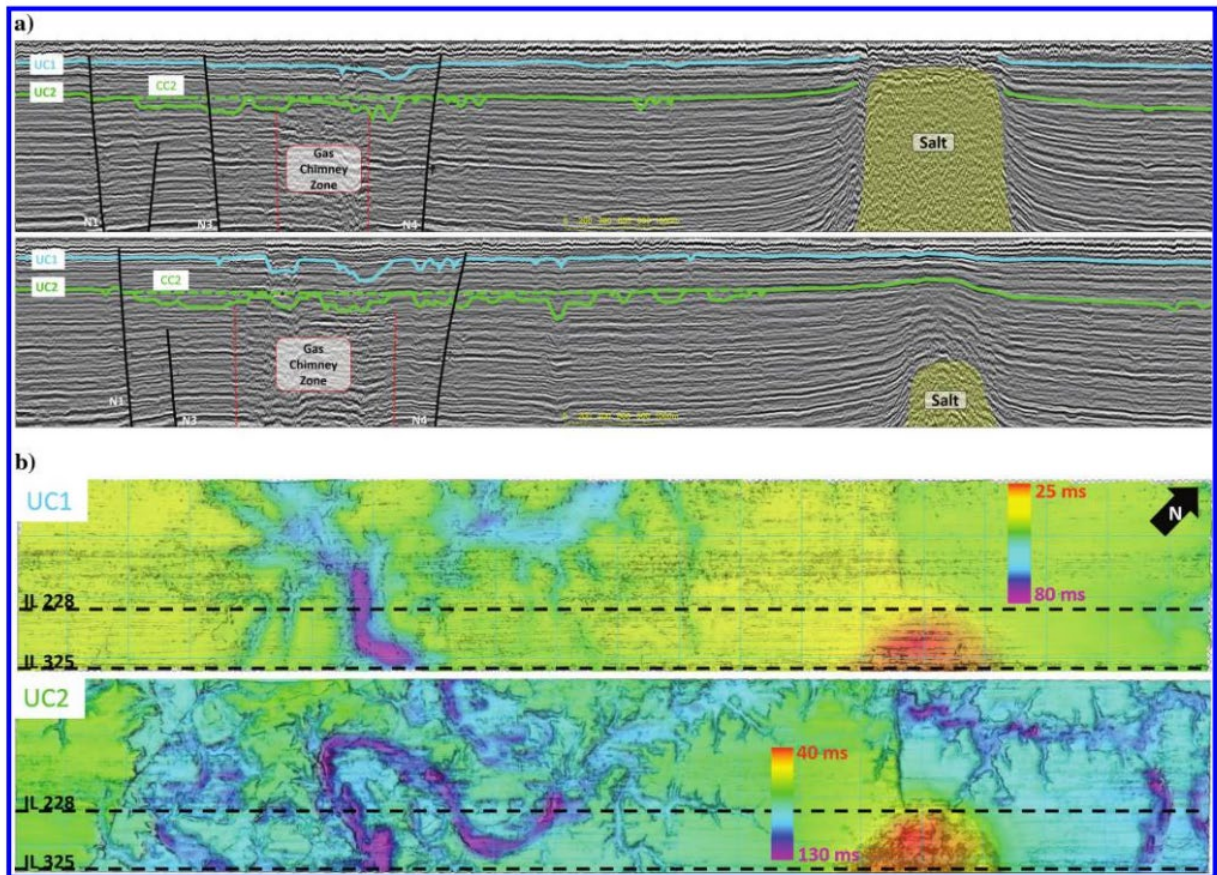 a)
UC1
CC2
UC2
Gas
Chimney
Zone
Salt
N1
N3
N4
UC1
CC2
UC2
Gas
Chimney
Zone
Salt
N1
N3
N4
b)
UC1
25 ms
N
80 ms
IL 228
IL 325
UC2
40 ms
IL 228
130 ms
IL 325